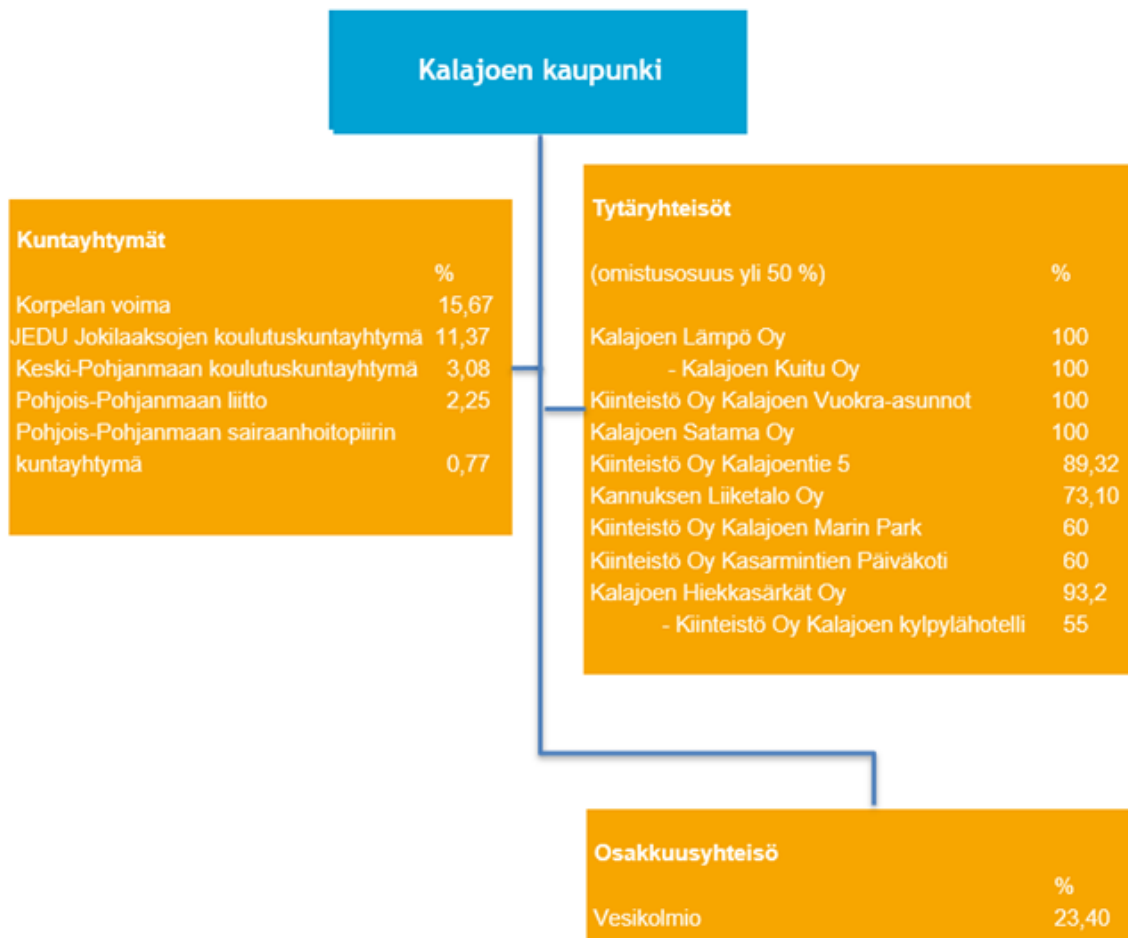 Kalajoen kaupunki
Kuntayhtymät
%
Korpelan voima 15,67
JEDU Jokilaaksojen koulutuskuntayhtymä 11,37
Keski-Pohjanmaan koulutuskuntayhtymä 3,08
Pohjois-Pohjanmaan liitto 2,25
Pohjois-Pohjanmaan sairaanhoitopiirin
kuntayhtymä 0,77
Tytäryhteisöt
(omistusosuus yli 50 %) %
Kalajoen Lämpö Oy 100
- Kalajoen Kuitu Oy 100
Kiinteistö Oy Kalajoen Vuokra-asunnot 100
Kalajoen Satama Oy 100
Kiinteistö Oy Kalajoentie 5 89,32
Kannuksen Liiketalo Oy 73,10
Kiinteistö Oy Kalajoen Marin Park 60
Kiinteistö Oy Kasarmintien Päiväkoti 60
Kalajoen Hiekkasärkät Oy 93,2
- Kiinteistö Oy Kalajoen kylpylähotelli 55
Osakkuusyhteisö
%
Vesikolmio 23,40